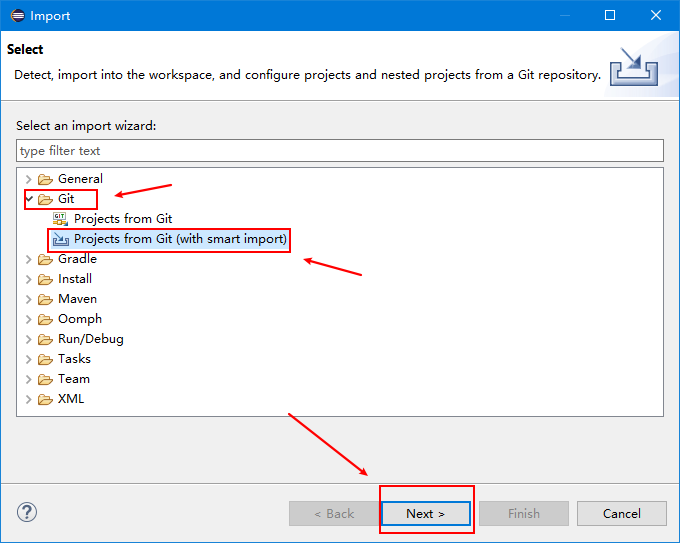 Import
Select
Detect, import into the workspace, and configure projects and nested projects from a Git repository.
Select an import wizard:
type filter text
General
Git
GIT
Projects from Git
Projects from Git (with smart import)
Gradle
Install
Maven
Oomph
Run/Debug
Tasks
Team
XML
?
< Back
Next >
Finish
Cancel